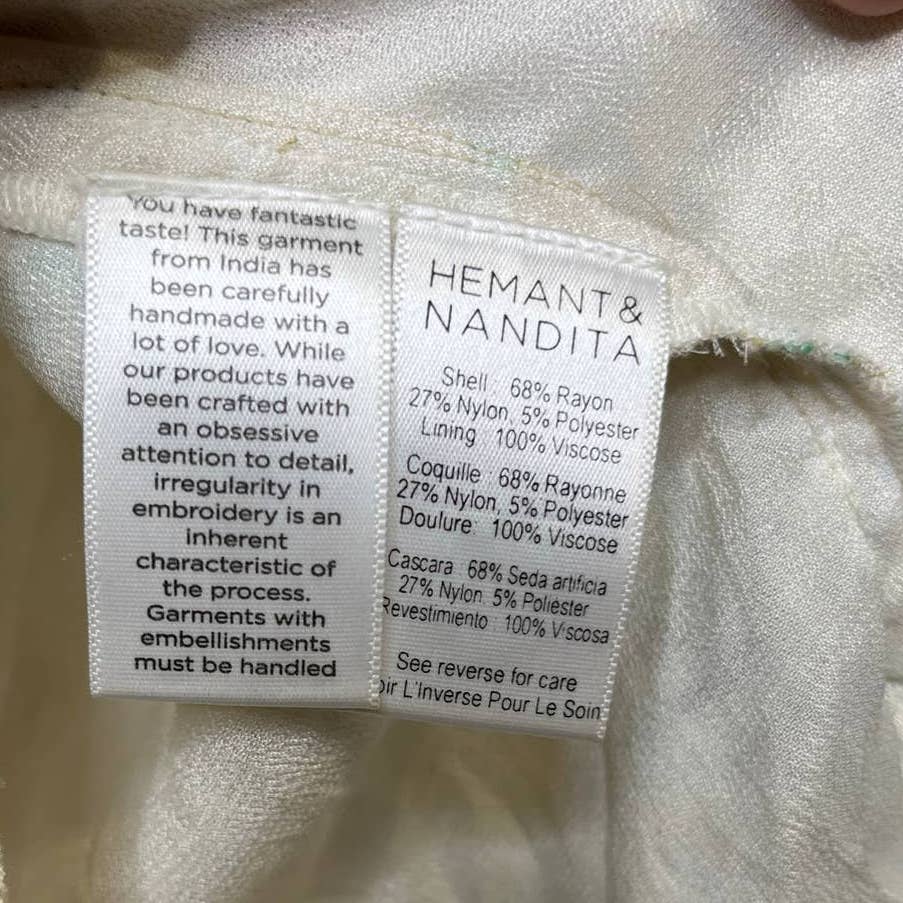 You have fantastic
taste! This garment
from India has
been carefully
handmade with a
lot of love. While
our products have
been crafted with
an obsessive
attention to detail,
irregularity in
embroidery is an
inherent
characteristic of
the process.
Garments with
embellishments
must be handled
HEMANT &
NANDITA
Shell : 68% Rayon
27% Nylon, 5% Polyester
Lining : 100% Viscose
Coquille : 68% Rayonne
27% Nylon, 5% Polyester
Doulure: 100% Viscose
Cascara 68% Seda artificia
27% Nylon, 5% Poliéster
Revestimiento : 100% Viscosa
See reverse for care
oir L'Inverse Pour Le Soin